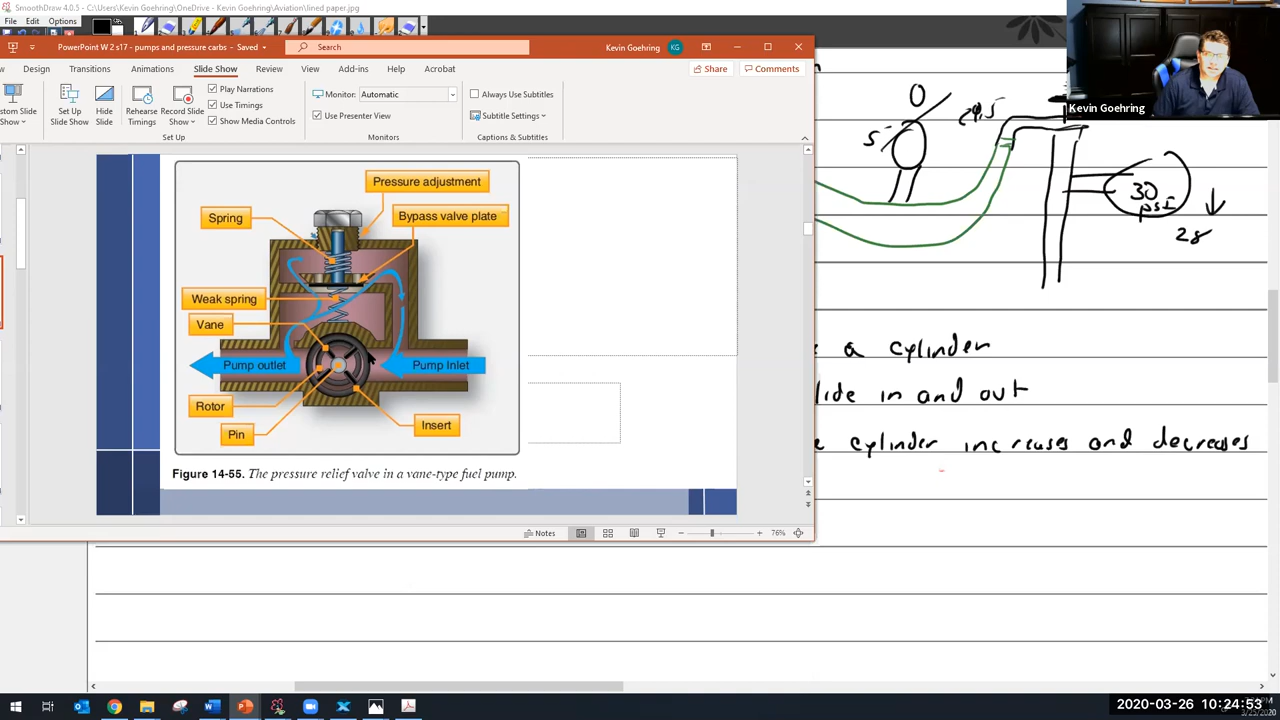 SmoothDraw 4.0.5 - C:\Users\Kevin Goehring\OneDrive - Kevin Goehring\Aviation\lined paper.jpg
File Edit Options
PowerPoint W 2 s17 - pumps and pressure carbs - Saved
Search
Kevin Goehring
KG
Design Transitions Animations Slide Show Review View Add-ins Help Acrobat
Share
Comments
Set Up Slide Show
Hide Slide
Rehearse Timings
Record Slide Show
Play Narrations
Use Timings
Show Media Controls
Set Up
Monitor: Automatic
Use Presenter View
Monitors
Always Use Subtitles
Subtitle Settings
Captions & Subtitles
Kevin Goehring
Pressure adjustment
Bypass valve plate
Spring
Weak spring
Vane
Pump outlet
Pump inlet
Rotor
Pin
Insert
Figure 14-55. The pressure relief valve in a vane-type fuel pump.
Notes
76%
0
5
30
psi
28
a cylinder
lide in and out
cylinder increases and decreases
2020-03-26 10:24:53